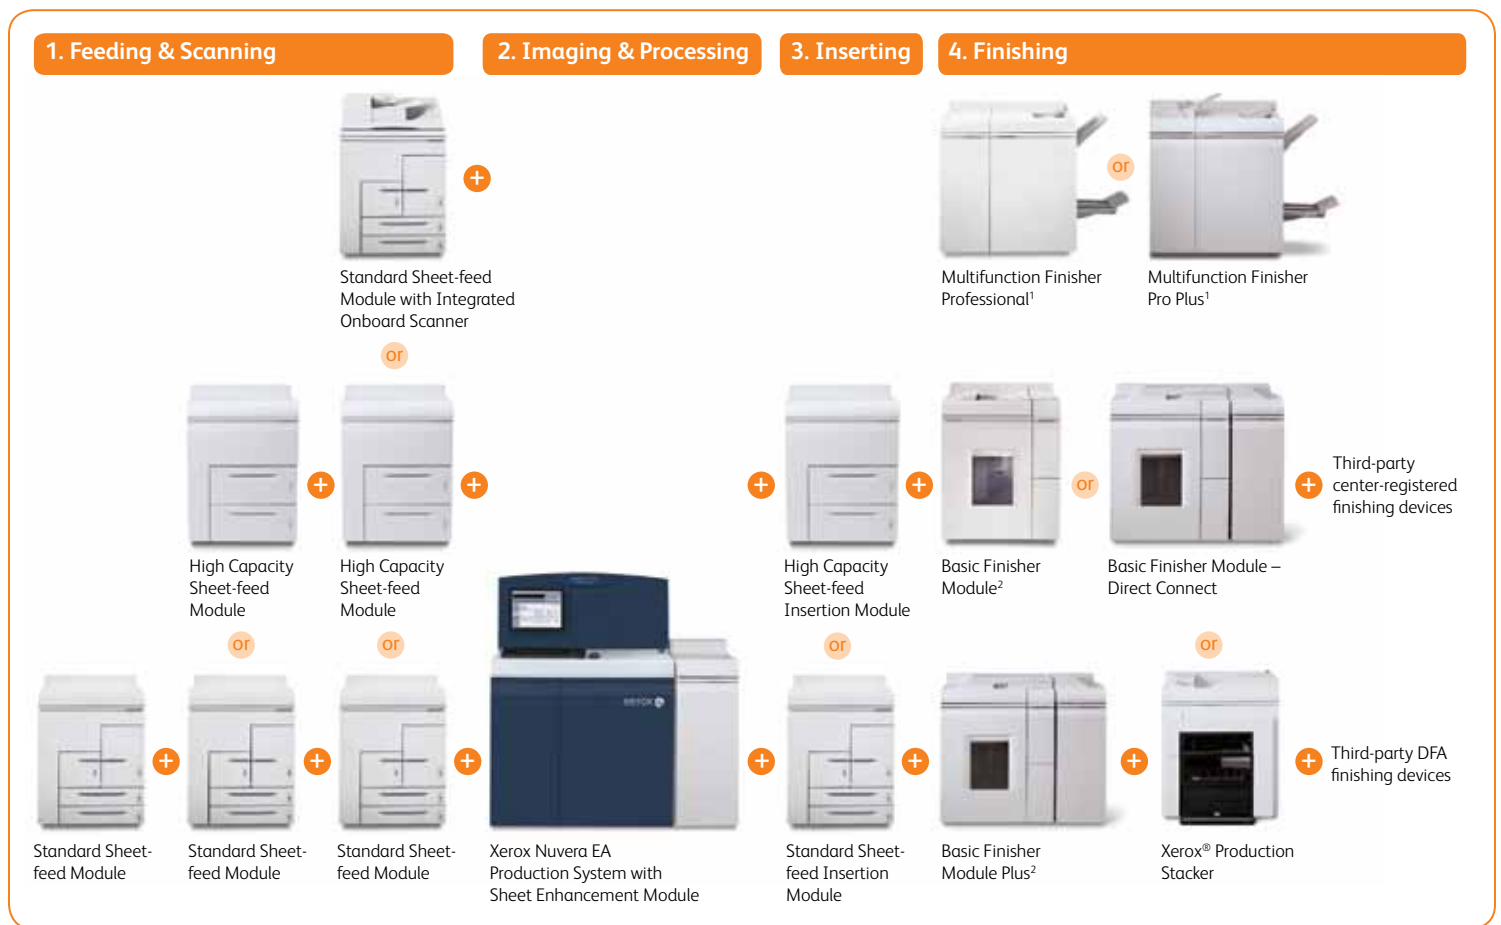 1. Feeding & Scanning
2. Imaging & Processing
3. Inserting
4. Finishing
+
or
Standard Sheet-feed
Module with Integrated
Onboard Scanner
Multifunction Finisher
Professional1
Multifunction Finisher
Pro Plus1
or
+
+
+
+
or
+
Third-party
center-registered
finishing devices
High Capacity
Sheet-feed
Module
High Capacity
Sheet-feed
Module
High Capacity
Sheet-feed
Insertion Module
Basic Finisher
Module2
Basic Finisher Module –
Direct Connect
or
or
or
or
xerox
+
+
+
+
+
+
+
Third-party DFA
finishing devices
Standard Sheet-
feed Module
Standard Sheet-
feed Module
Standard Sheet-
feed Module
Xerox Nuvera EA
Production System with
Sheet Enhancement Module
Standard Sheet-
feed Insertion
Module
Basic Finisher
Module Plus2
Xerox® Production
Stacker